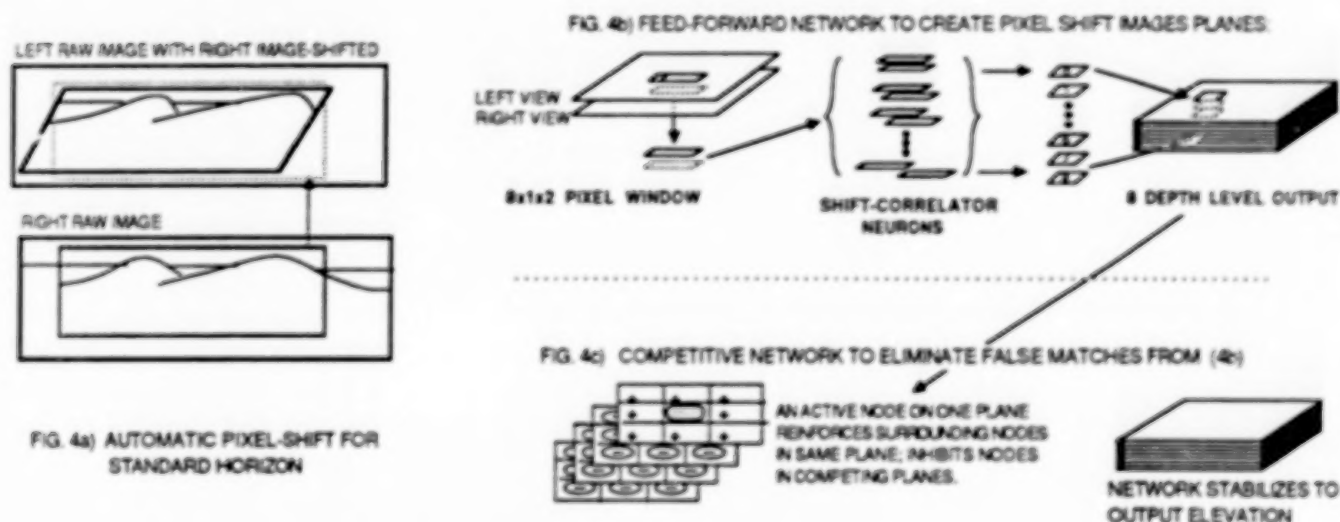 LEFT RAW IMAGE WITH RIGHT IMAGE-SHIFTED
RIGHT RAW IMAGE
FIG. 4a) AUTOMATIC PIXEL-SHIFT FOR
STANDARD HORIZON
FIG. 4b) FEED-FORWARD NETWORK TO CREATE PIXEL SHIFT IMAGES PLANES.
LEFT VIEW
RIGHT VIEW
8x1x2 PIXEL WINDOW
SHIFT-CORRELATOR
NEURONS
8 DEPTH LEVEL OUTPUT
FIG. 4c) COMPETITIVE NETWORK TO ELIMINATE FALSE MATCHES FROM (4b)
AN ACTIVE NODE ON ONE PLANE
REINFORCES SURROUNDING NODES
IN SAME PLANE; INHIBITS NODES
IN COMPETING PLANES.
NETWORK STABILIZES TO
OUTPUT ELEVATION